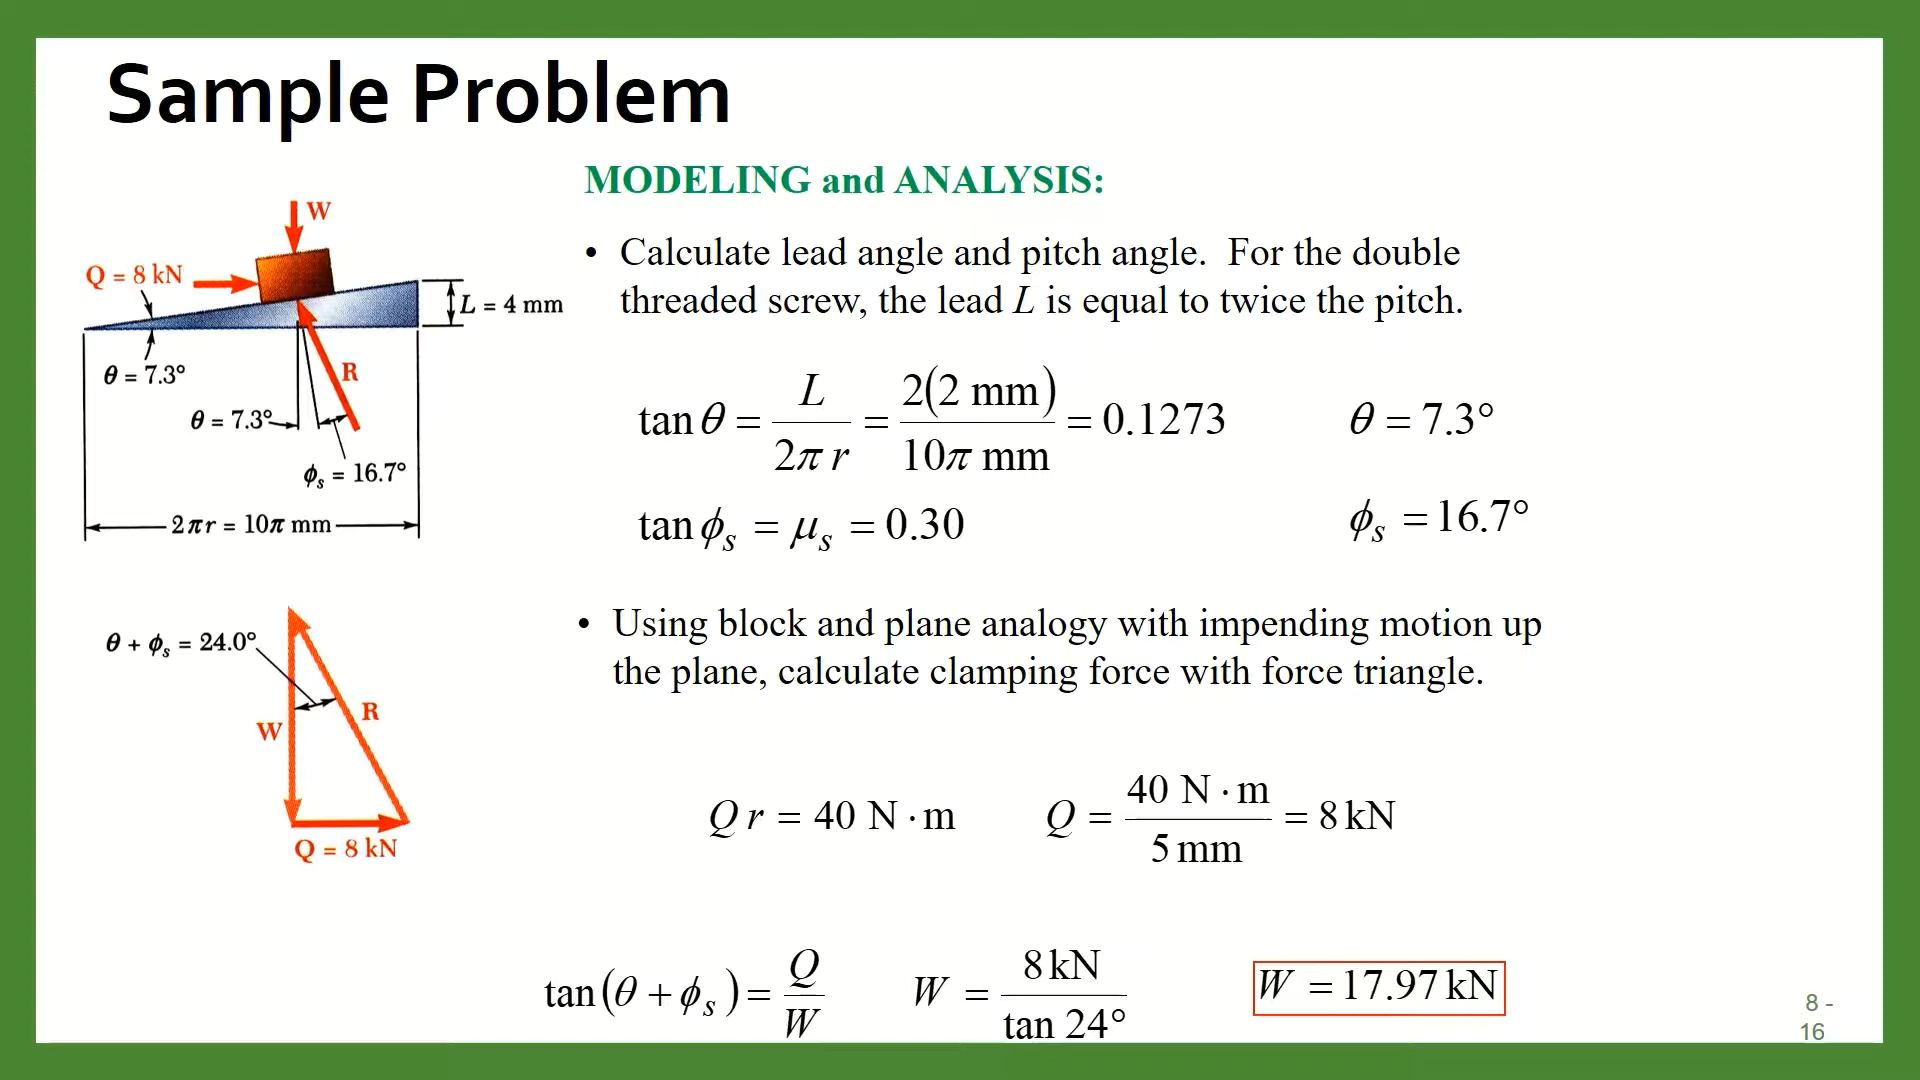 Sample Problem
MODELING and ANALYSIS:
• Calculate lead angle and pitch angle. For the double
threaded screw, the lead L is equal to twice the pitch.
W
Q = 8 kN
L = 4 mm
θ = 7.3°
R
θ = 7.3°
ϕs = 16.7°
2πr = 10π mm
tan θ = L / 2π r = 2(2 mm) / 10π mm = 0.1273 θ = 7.3°
tan ϕs = μs = 0.30 ϕs = 16.7°
• Using block and plane analogy with impending motion up
the plane, calculate clamping force with force triangle.
θ + ϕs = 24.0°
R
W
Q = 8 kN
Q r = 40 N · m Q = 40 N · m / 5 mm = 8 kN
tan(θ + ϕs) = Q / W W = 8 kN / tan 24° W = 17.97 kN
8 -
16